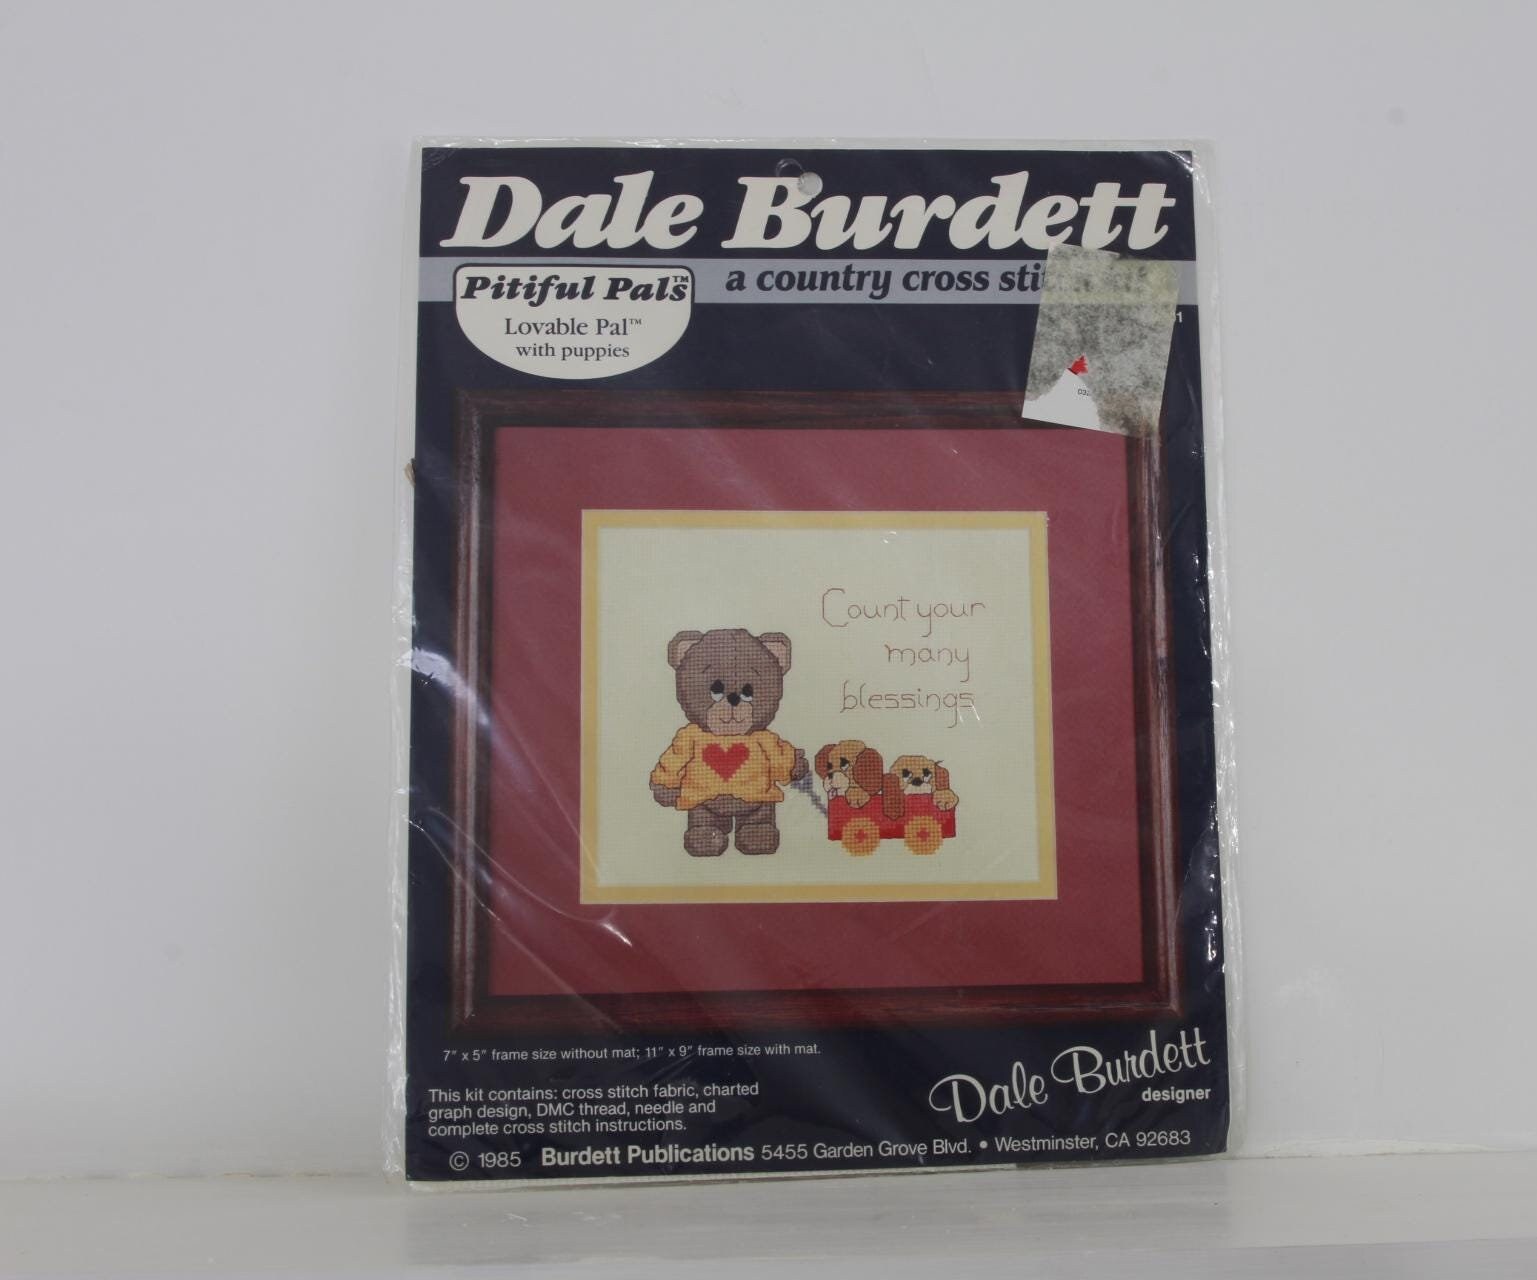 Dale Burdett
Pitiful Pals™
a country cross
Lovable Pal™
with puppies
1
Count your
many
blessings
7" x 5" frame size without mat; 11" x 9" frame size with mat.
This kit contains: cross stitch fabric, charted
graph design, DMC thread, needle and
complete cross stitch instructions.
Dale Burdett
designer
© 1985 Burdett Publications 5455 Garden Grove Blvd. • Westminster, CA 92683